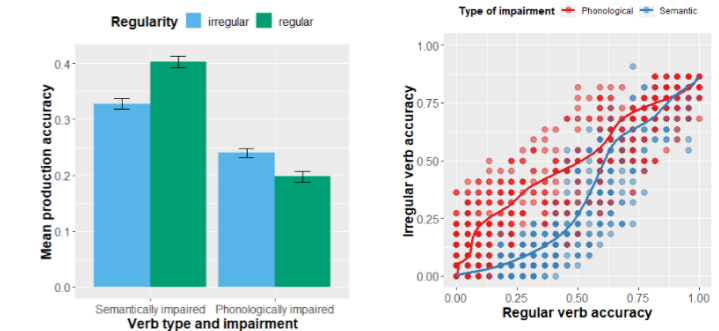 Regularity irregular regular
Mean production accuracy
0.4
0.3
0.2
0.1
0.0
Semantically impaired Phonologically impaired
Verb type and impairment
Type of impairment Phonological Semantic
Irregular verb accuracy
1.00
0.75
0.50
0.25
0.00
0.00 0.25 0.50 0.75 1.00
Regular verb accuracy